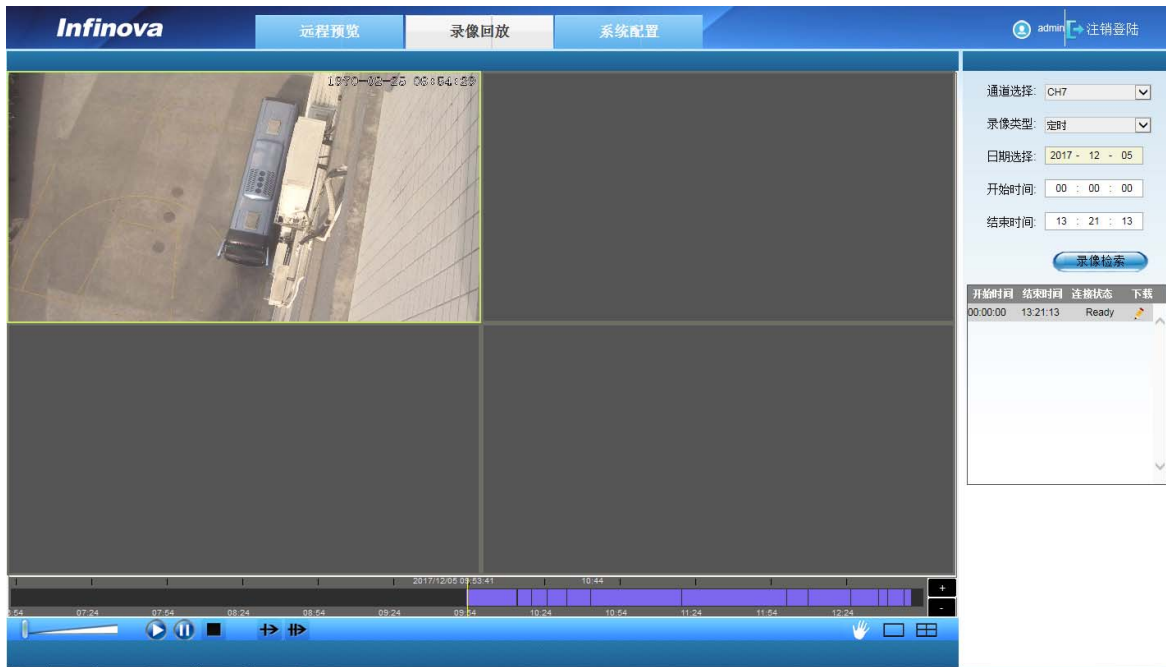 Infinova
远程预览
录像回放
系统配置
admin 注销登陆
通道选择: CH7
录像类型: 定时
日期选择: 2017 - 12 - 05
开始时间: 00 : 00 : 00
结束时间: 13 : 21 : 13
录像检索
开始时间 结束时间 连接状态 下载
00:00:00 13:21:13 Ready
2017/12/05 09:53:41 10:44
+
07:24 07:54 08:24 08:54 09:24 09:54 10:24 10:54 11:24 11:54 12:24
-